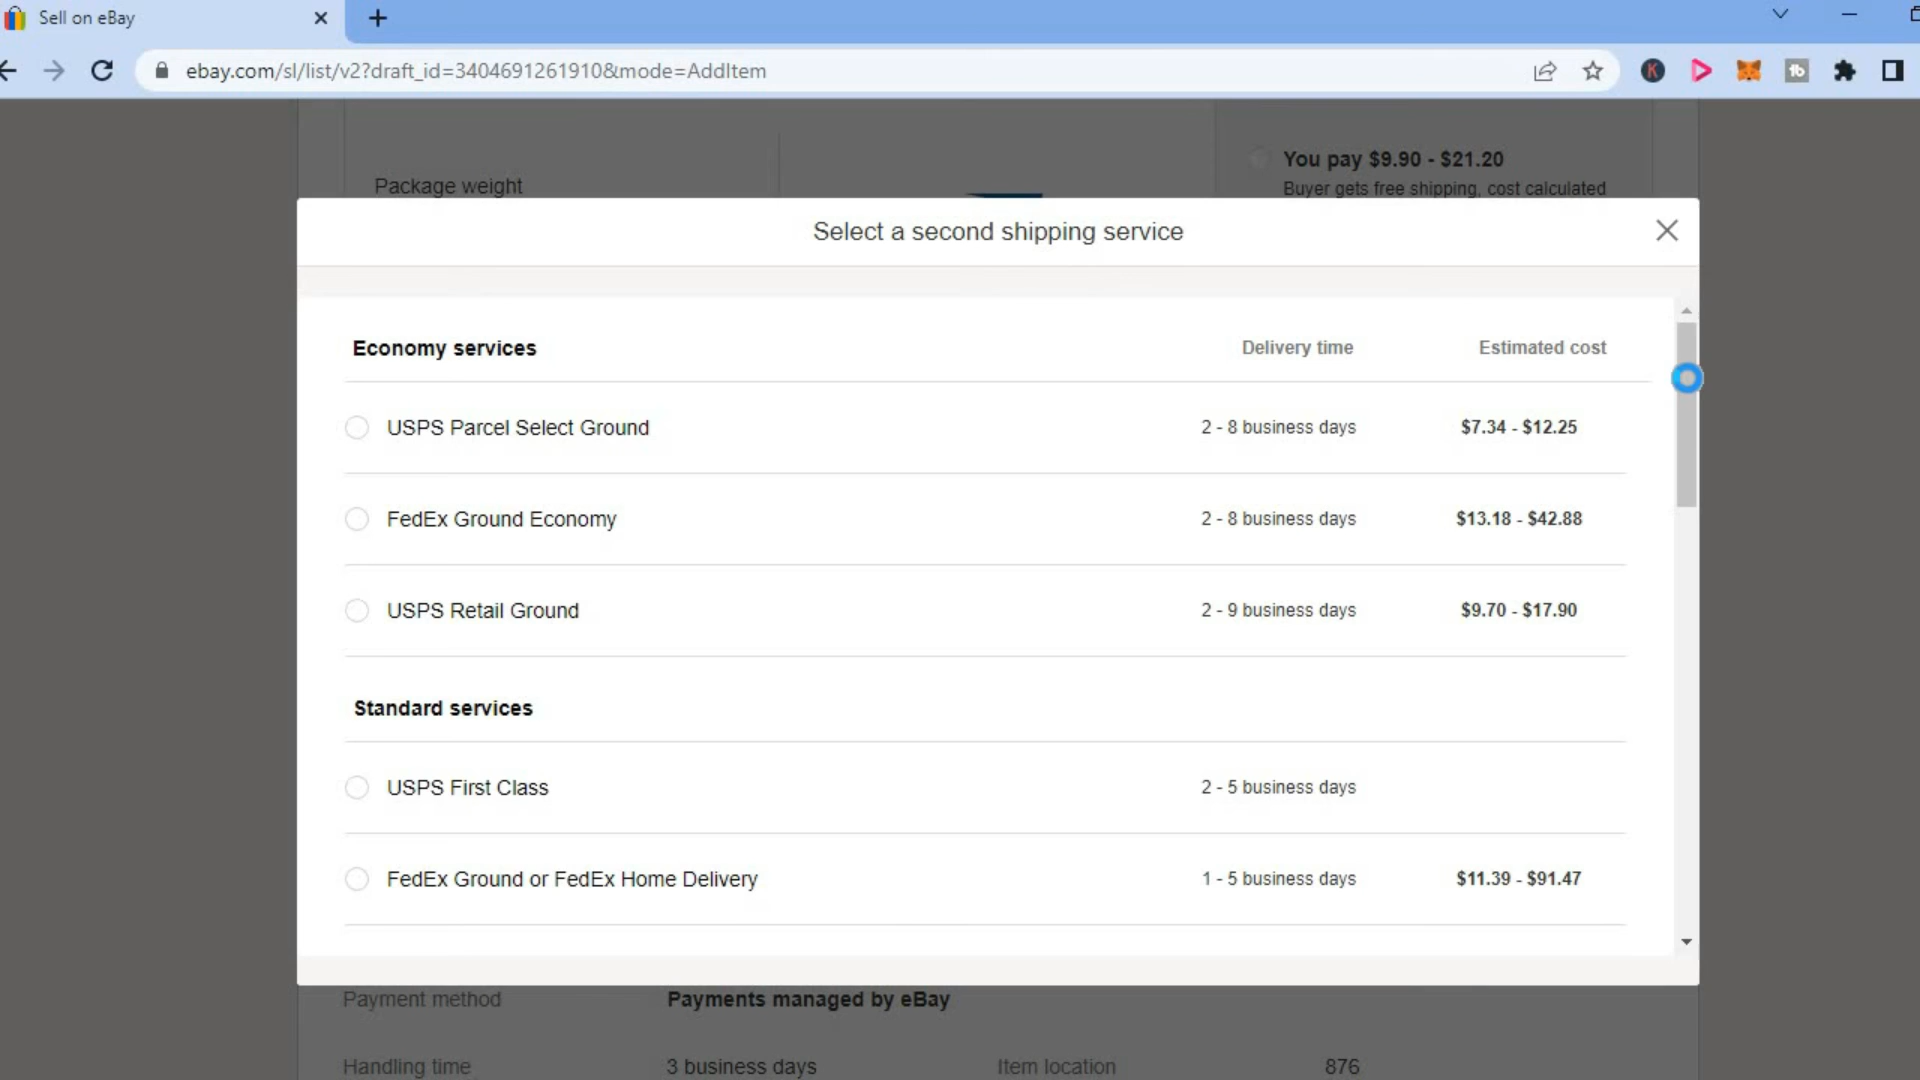 Sell on eBay
ebay.com/sl/list/v2?draft_id=3404691261910&mode=AddItem
You pay $9.90 - $21.20
Package weight
Buyer gets free shipping, cost calculated
Select a second shipping service
Economy services Delivery time Estimated cost
USPS Parcel Select Ground 2 - 8 business days $7.34 - $12.25
FedEx Ground Economy 2 - 8 business days $13.18 - $42.88
USPS Retail Ground 2 - 9 business days $9.70 - $17.90
Standard services
USPS First Class 2 - 5 business days
FedEx Ground or FedEx Home Delivery 1 - 5 business days $11.39 - $91.47
Payment method Payments managed by eBay
Handling time 3 business days Item location 876